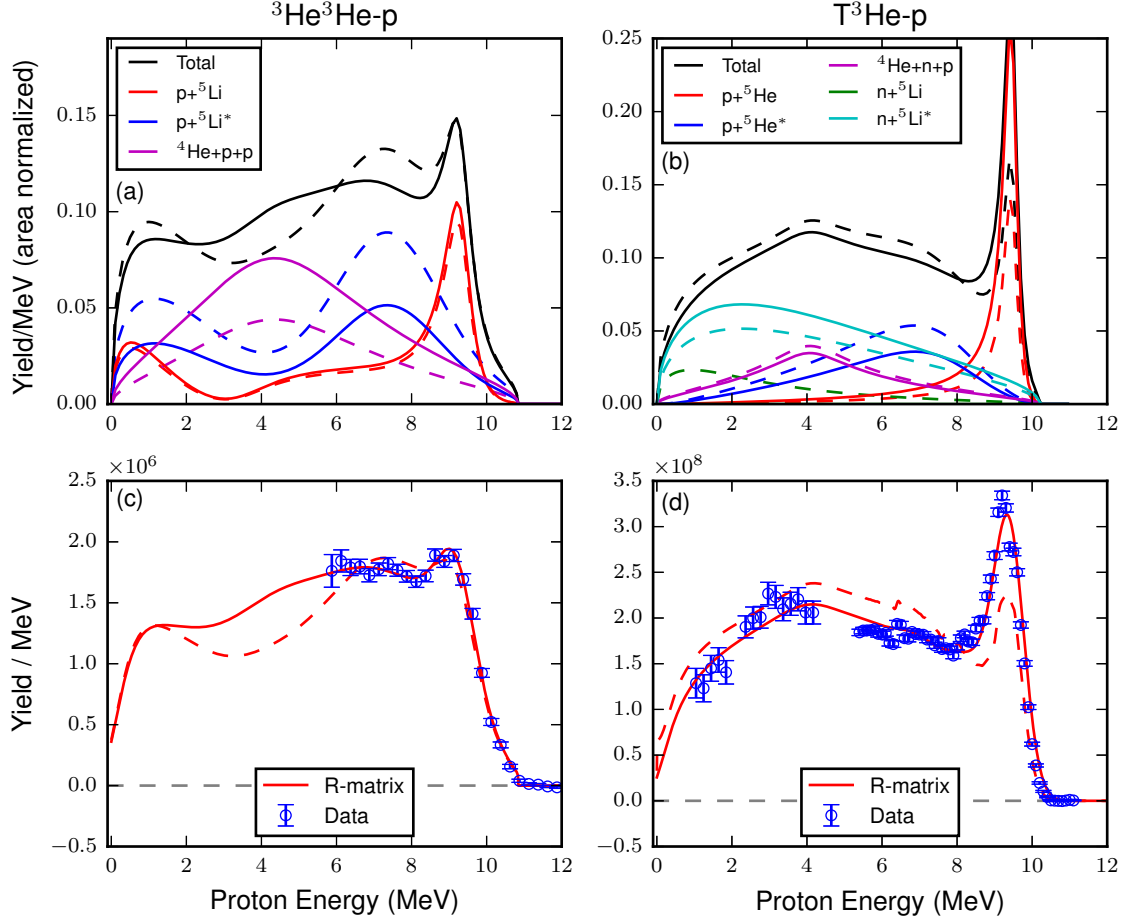 ³He³He-p
T³He-p
Total
p+⁵Li
p+⁵Li*
⁴He+p+p
(a)
Yield/MeV (area normalized)
0.15
0.10
0.05
0.00
0 2 4 6 8 10 12
Total
p+⁵He
p+⁵He*
⁴He+n+p
n+⁵Li
n+⁵Li*
(b)
0.25
0.20
0.15
0.10
0.05
0.00
0 2 4 6 8 10 12
×10⁶
(c)
Yield / MeV
2.5
2.0
1.5
1.0
0.5
0.0
−0.5
R-matrix
Data
0 2 4 6 8 10 12
Proton Energy (MeV)
×10⁸
(d)
3.5
3.0
2.5
2.0
1.5
1.0
0.5
0.0
−0.5
R-matrix
Data
0 2 4 6 8 10 12
Proton Energy (MeV)